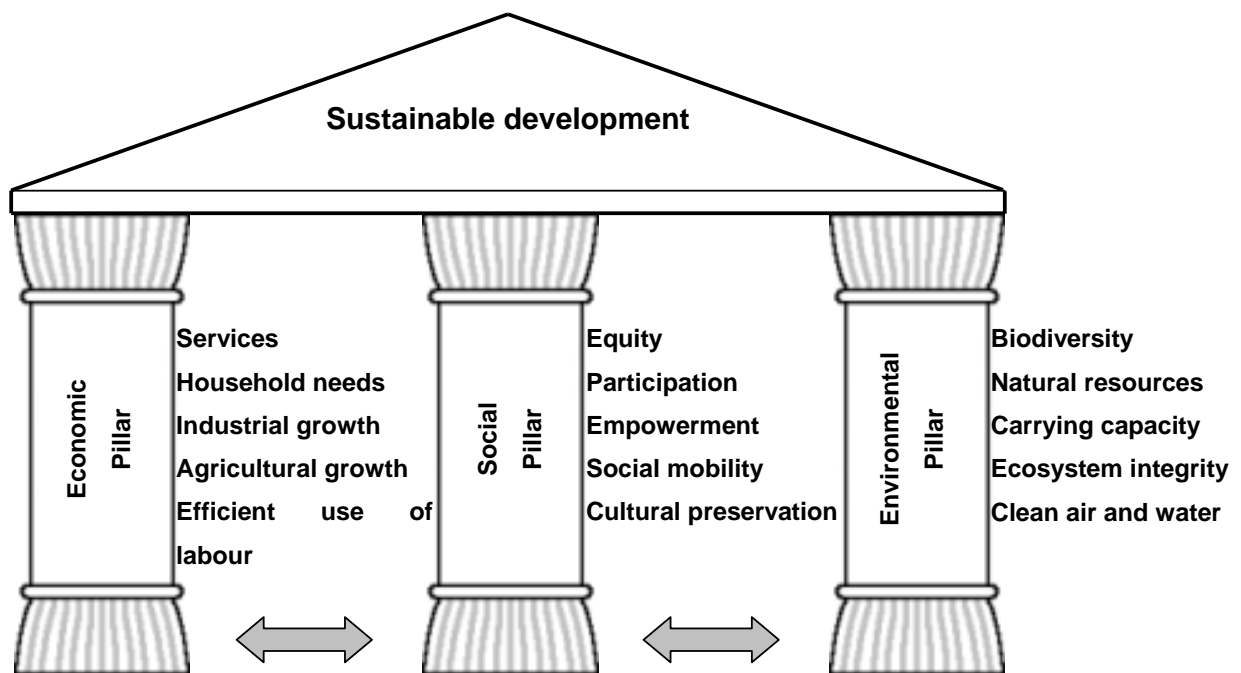 Sustainable development
Economic
Pillar
Services
Household needs
Industrial growth
Agricultural growth
Efficient use of
labour
Social
Pillar
Equity
Participation
Empowerment
Social mobility
Cultural preservation
Environmental
Pillar
Biodiversity
Natural resources
Carrying capacity
Ecosystem integrity
Clean air and water